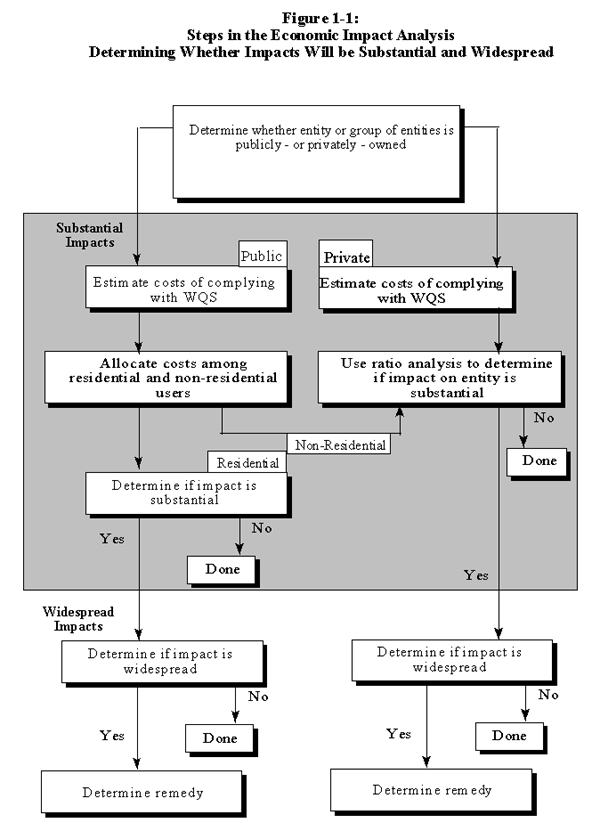 Figure 1-1:
Steps in the Economic Impact Analysis
Determining Whether Impacts Will be Substantial and Widespread
Determine whether entity or group of entities is
publicly - or privately - owned
Substantial
Impacts
Public
Estimate costs of complying
with WQS
Private
Estimate costs of complying
with WQS
Allocate costs among
residential and non-residential
users
Use ratio analysis to determine
if impact on entity is
substantial
No
Done
Non-Residential
Residential
Determine if impact is
substantial
Yes
No
Done
Yes
Widespread
Impacts
Determine if impact is
widespread
No
Yes
Done
Determine remedy
Determine if impact is
widespread
No
Yes
Done
Determine remedy